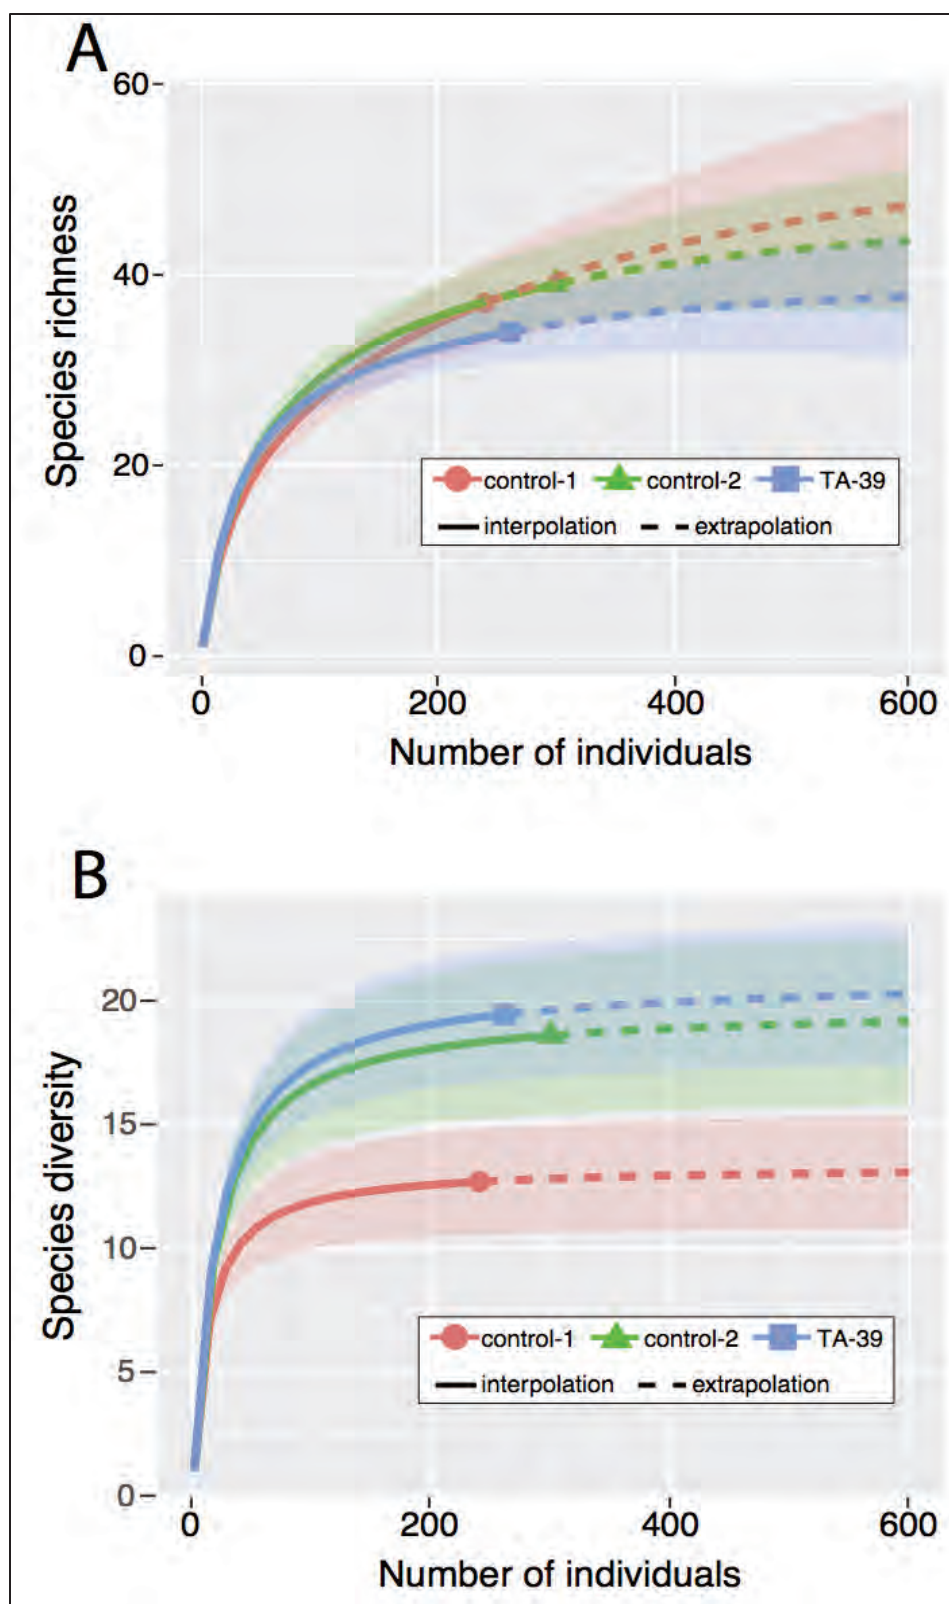 A
60
40
20
0
Species richness
control-1 control-2 TA-39
interpolation extrapolation
0 200 400 600
Number of individuals
B
20
15
10
5
0
Species diversity
control-1 control-2 TA-39
interpolation extrapolation
0 200 400 600
Number of individuals